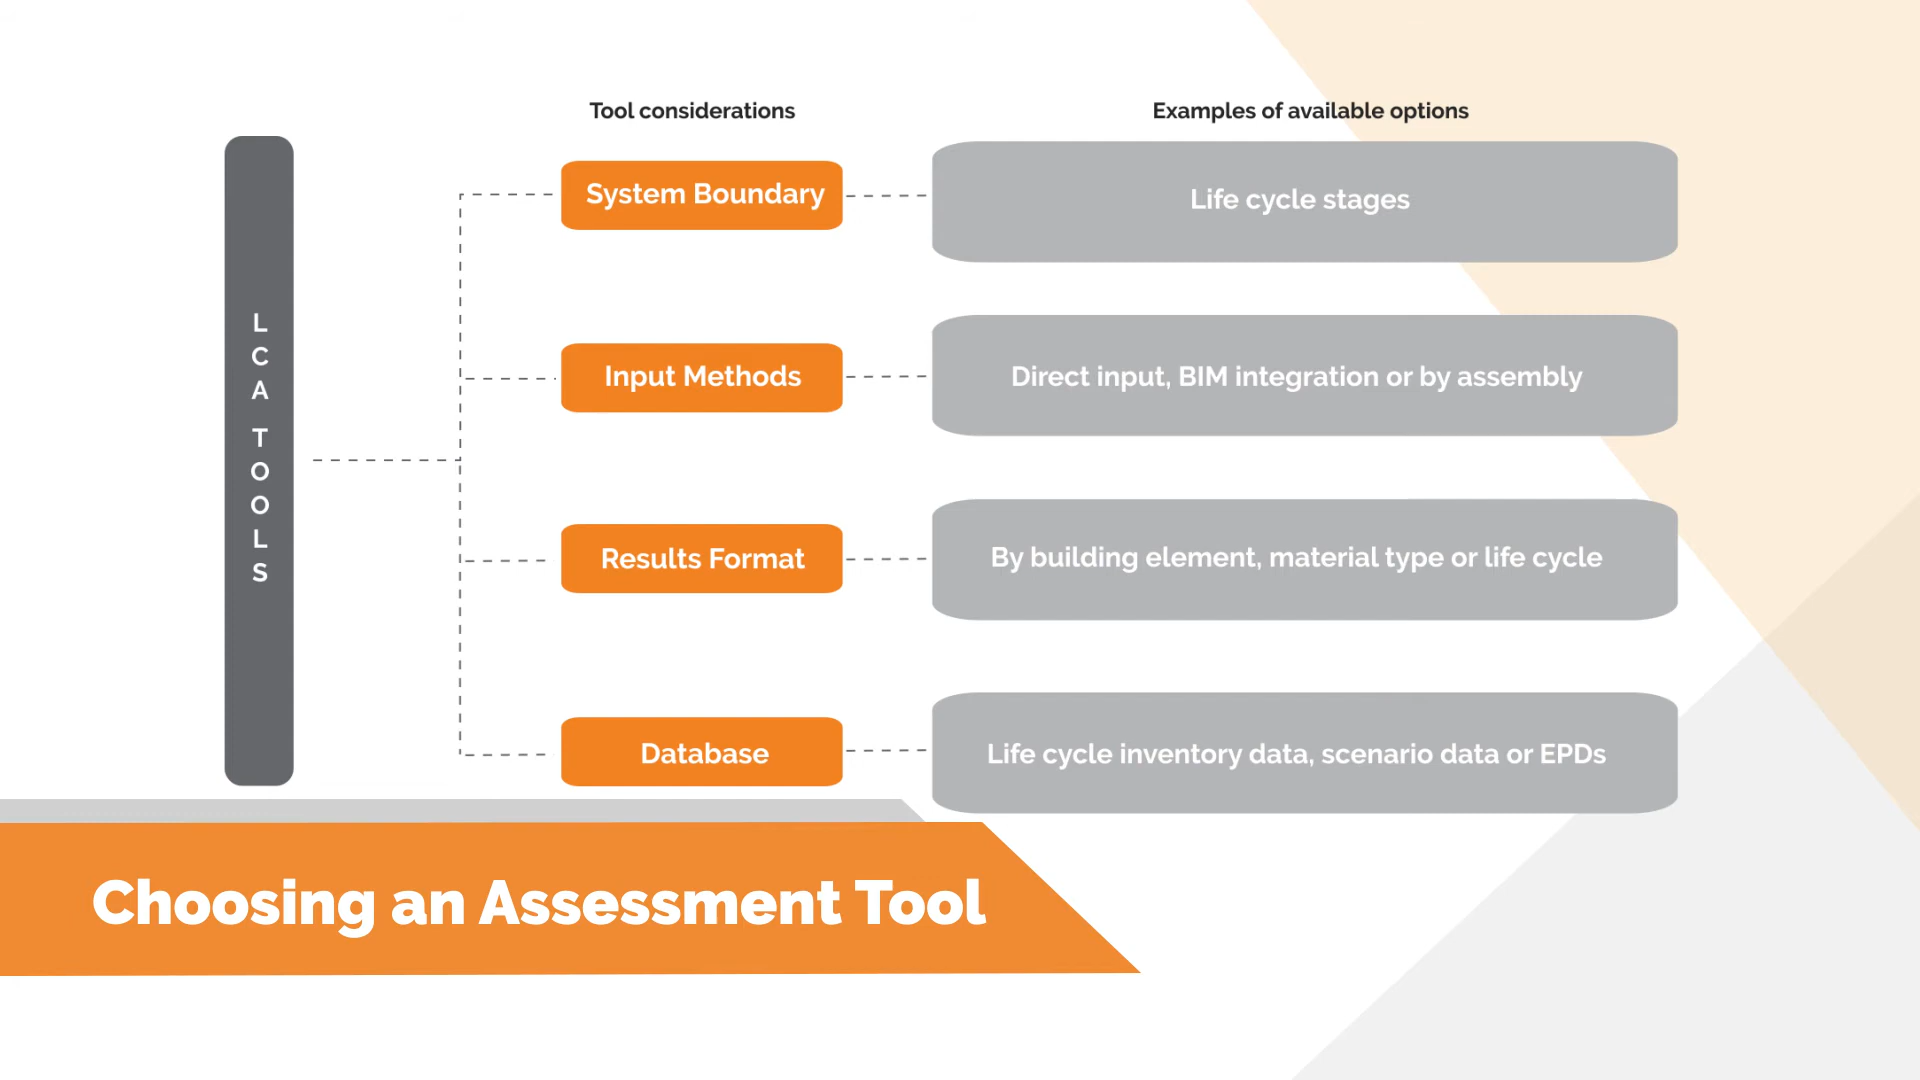 Tool considerations
Examples of available options
LCA TOOLS
System Boundary
Life cycle stages
Input Methods
Direct input, BIM integration or by assembly
Results Format
By building element, material type or life cycle
Database
Life cycle inventory data, scenario data or EPDs
Choosing an Assessment Tool